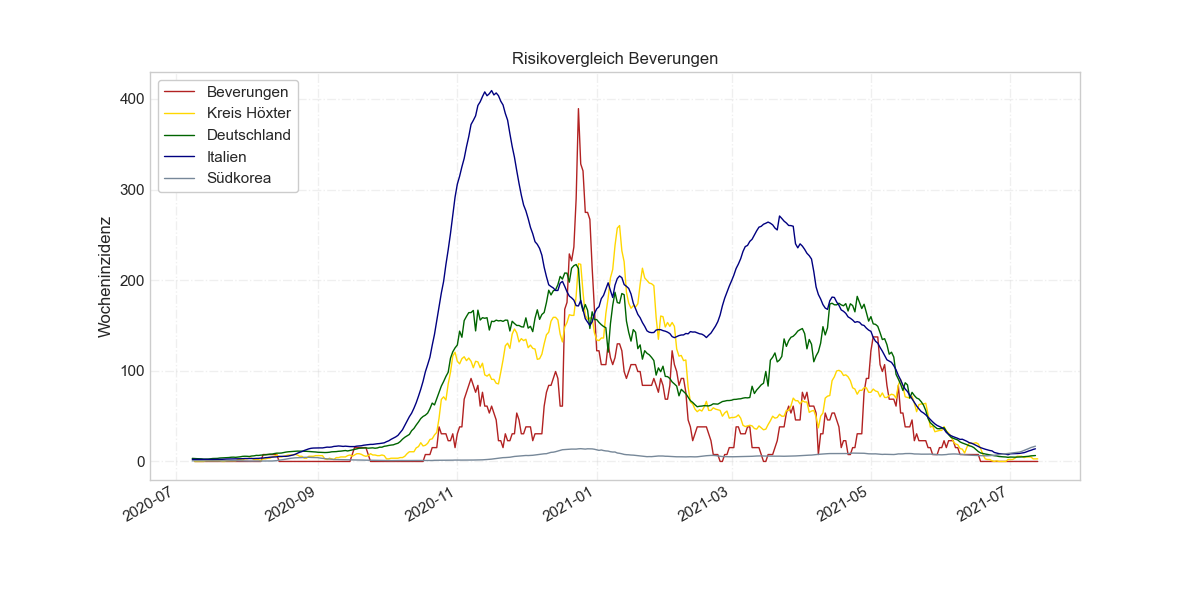 Risikovergleich Beverungen
Beverungen
Kreis Höxter
Deutschland
Italien
Südkorea
Wocheninzidenz
400
300
200
100
0
2020-07
2020-09
2020-11
2021-01
2021-03
2021-05
2021-07